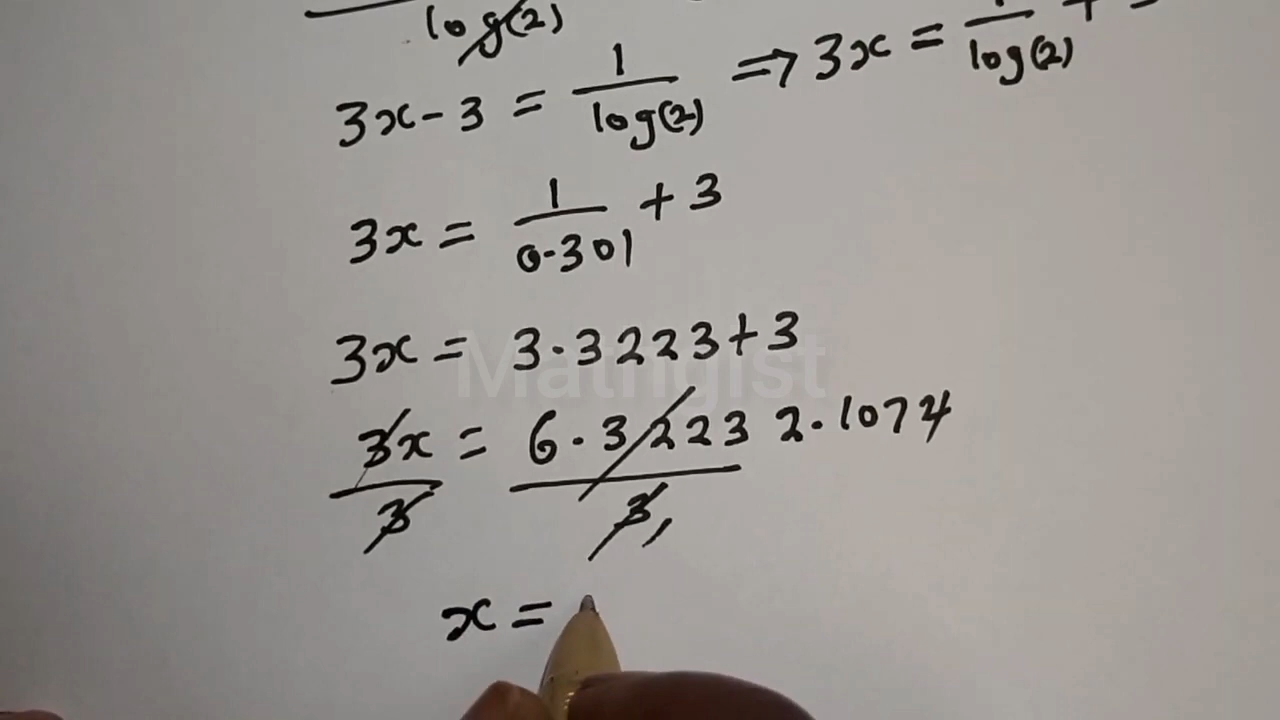 log(2)
3x - 3 = 1/log(2) ⇒ 3x = 1/log(2) +
3x = 1/0.301 + 3
3x = 3.3223 + 3
3x/3 = 6.3223/3, 2.1074
x =
Mathgist